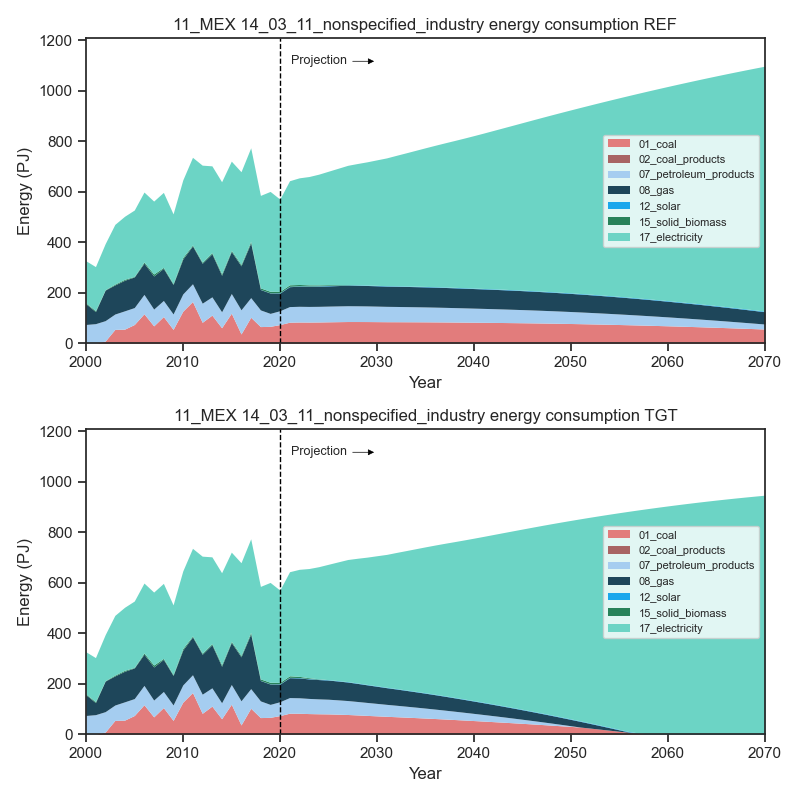 11_MEX 14_03_11_nonspecified_industry energy consumption REF
1200
1000
800
600
400
200
0
Energy (PJ)
Projection
01_coal
02_coal_products
07_petroleum_products
08_gas
12_solar
15_solid_biomass
17_electricity
2000 2010 2020 2030 2040 2050 2060 2070
Year
11_MEX 14_03_11_nonspecified_industry energy consumption TGT
1200
1000
800
600
400
200
0
Energy (PJ)
Projection
01_coal
02_coal_products
07_petroleum_products
08_gas
12_solar
15_solid_biomass
17_electricity
2000 2010 2020 2030 2040 2050 2060 2070
Year